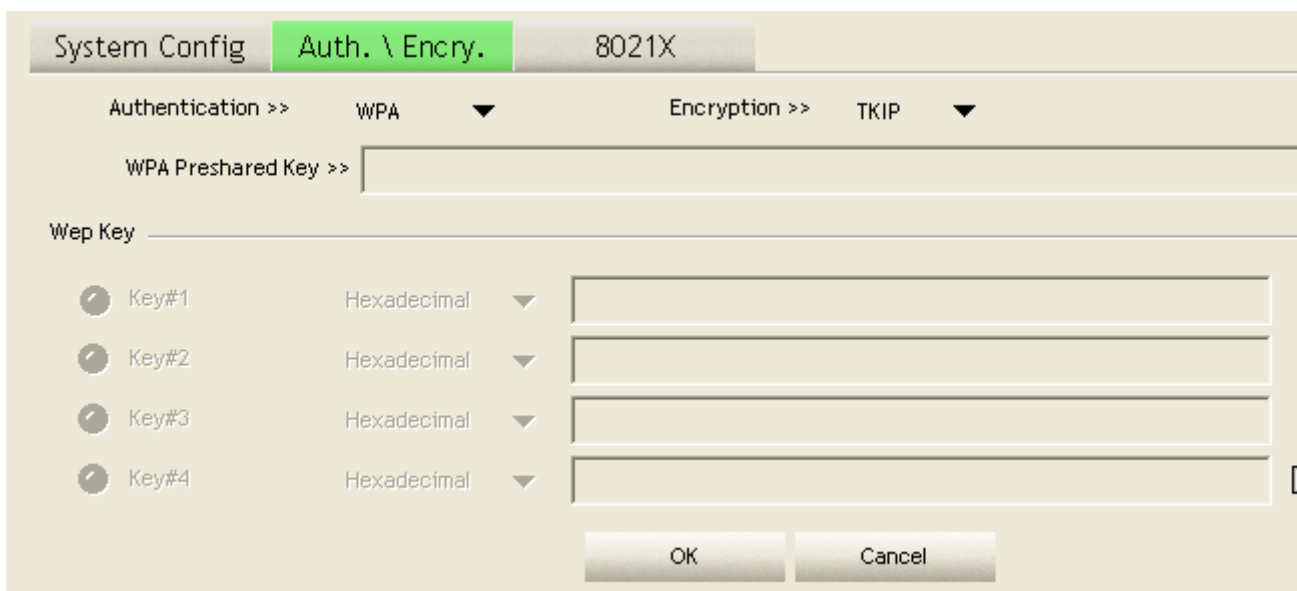 System Config Auth. \ Encry. 8021X
Authentication >> WPA Encryption >> TKIP
WPA Preshared Key >>
Wep Key
Key#1 Hexadecimal
Key#2 Hexadecimal
Key#3 Hexadecimal
Key#4 Hexadecimal
OK Cancel